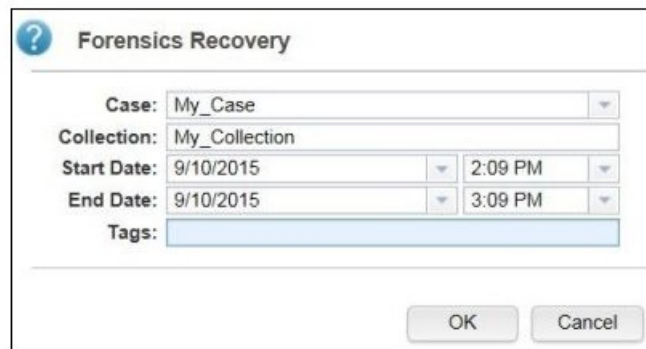 ?
Forensics Recovery
Case: My_Case
Collection: My_Collection
Start Date: 9/10/2015 2:09 PM
End Date: 9/10/2015 3:09 PM
Tags:
OK Cancel